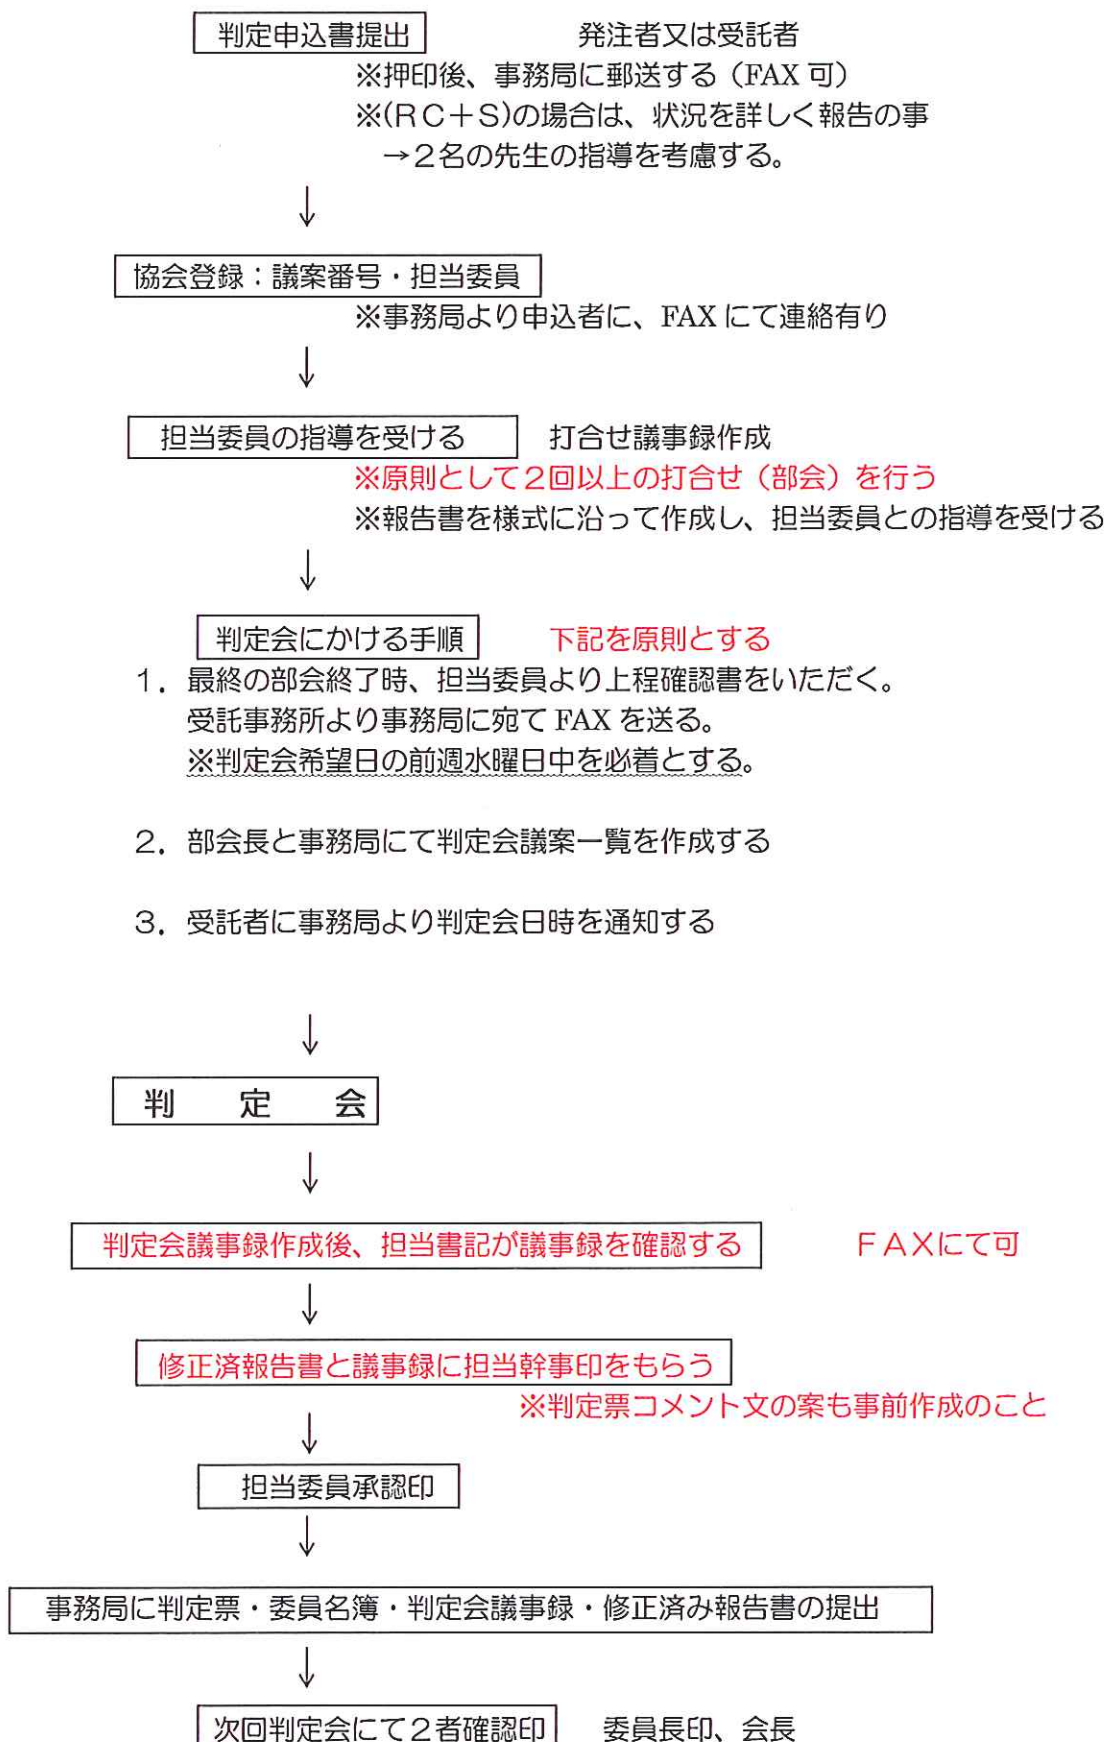 判定申込書提出 発注者又は受託者
※押印後、事務局に郵送する（FAX 可）
※(ＲＣ＋Ｓ)の場合は、状況を詳しく報告の事
→２名の先生の指導を考慮する。
↓
協会登録：議案番号・担当委員
※事務局より申込者に、FAX にて連絡有り
↓
担当委員の指導を受ける 打合せ議事録作成
※原則として２回以上の打合せ（部会）を行う
※報告書を様式に沿って作成し、担当委員との指導を受ける
↓
判定会にかける手順 下記を原則とする
１．最終の部会終了時、担当委員より上程確認書をいただく。
受託事務所より事務局に宛て FAX を送る。
※判定会希望日の前週水曜日中を必着とする。
２．部会長と事務局にて判定会議案一覧を作成する
３．受託者に事務局より判定会日時を通知する
↓
判　定　会
↓
判定会議事録作成後、担当書記が議事録を確認する ＦＡＸにて可
↓
修正済報告書と議事録に担当幹事印をもらう
※判定票コメント文の案も事前作成のこと
↓
担当委員承認印
↓
事務局に判定票・委員名簿・判定会議事録・修正済み報告書の提出
↓
次回判定会にて２者確認印 委員長印、会長